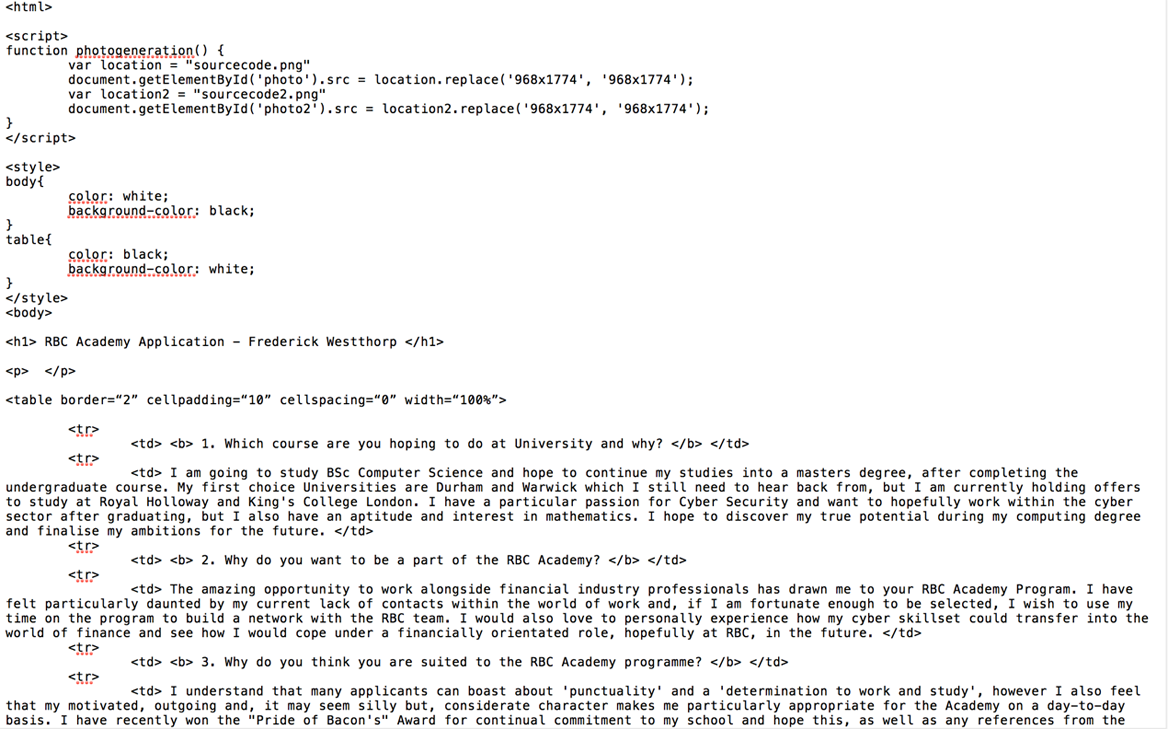 <html>
<script>
function photogeneration() {
var location = "sourcecode.png"
document.getElementById('photo').src = location.replace('968x1774', '968x1774');
var location2 = "sourcecode2.png"
document.getElementById('photo2').src = location2.replace('968x1774', '968x1774');
}
</script>
<style>
body{
color: white;
background-color: black;
}
table{
color: black;
background-color: white;
}
</style>
<body>
<h1> RBC Academy Application – Frederick Westthorp </h1>
<p>  </p>
<table border=“2” cellpadding=“10” cellspacing=“0” width=“100%”>
<tr>
<td> <b> 1. Which course are you hoping to do at University and why? </b> </td>
<tr>
<td> I am going to study BSc Computer Science and hope to continue my studies into a masters degree, after completing the
undergraduate course. My first choice Universities are Durham and Warwick which I still need to hear back from, but I am currently holding offers
to study at Royal Holloway and King's College London. I have a particular passion for Cyber Security and want to hopefully work within the cyber
sector after graduating, but I also have an aptitude and interest in mathematics. I hope to discover my true potential during my computing degree
and finalise my ambitions for the future. </td>
<tr>
<td> <b> 2. Why do you want to be a part of the RBC Academy? </b> </td>
<tr>
<td> The amazing opportunity to work alongside financial industry professionals has drawn me to your RBC Academy Program. I have
felt particularly daunted by my current lack of contacts within the world of work and, if I am fortunate enough to be selected, I wish to use my
time on the program to build a network with the RBC team. I would also love to personally experience how my cyber skillset could transfer into the
world of finance and see how I would cope under a financially orientated role, hopefully at RBC, in the future. </td>
<tr>
<td> <b> 3. Why do you think you are suited to the RBC Academy programme? </b> </td>
<tr>
<td> I understand that many applicants can boast about 'punctuality' and a 'determination to work and study', however I also feel
that my motivated, outgoing and, it may seem silly but, considerate character makes me particularly appropriate for the Academy on a day-to-day
basis. I have recently won the "Pride of Bacon's" Award for continual commitment to my school and hope this, as well as any references from the